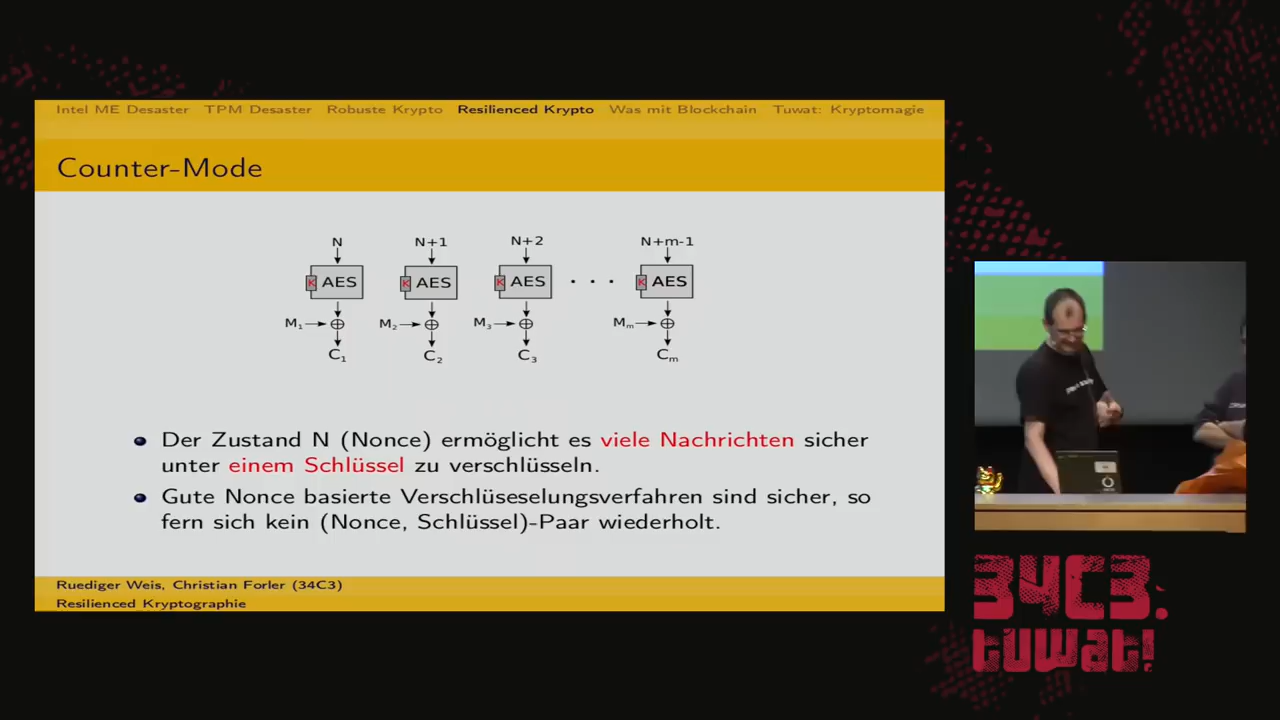 Intel ME Desaster TPM Desaster Robuste Krypto Resilienced Krypto Was mit Blockchain Tuwat: Kryptomagie
Counter-Mode
N N+1 N+2 N+m-1
K AES K AES K AES · · · K AES
M₁ M₂ M₃ Mₘ
C₁ C₂ C₃ Cₘ
Der Zustand N (Nonce) ermöglicht es viele Nachrichten sicher
unter einem Schlüssel zu verschlüsseln.
Gute Nonce basierte Verschlüseselungsverfahren sind sicher, so
fern sich kein (Nonce, Schlüssel)-Paar wiederholt.
Ruediger Weis, Christian Forler (34C3)
Resilienced Kryptographie
34C3.
tuwat!